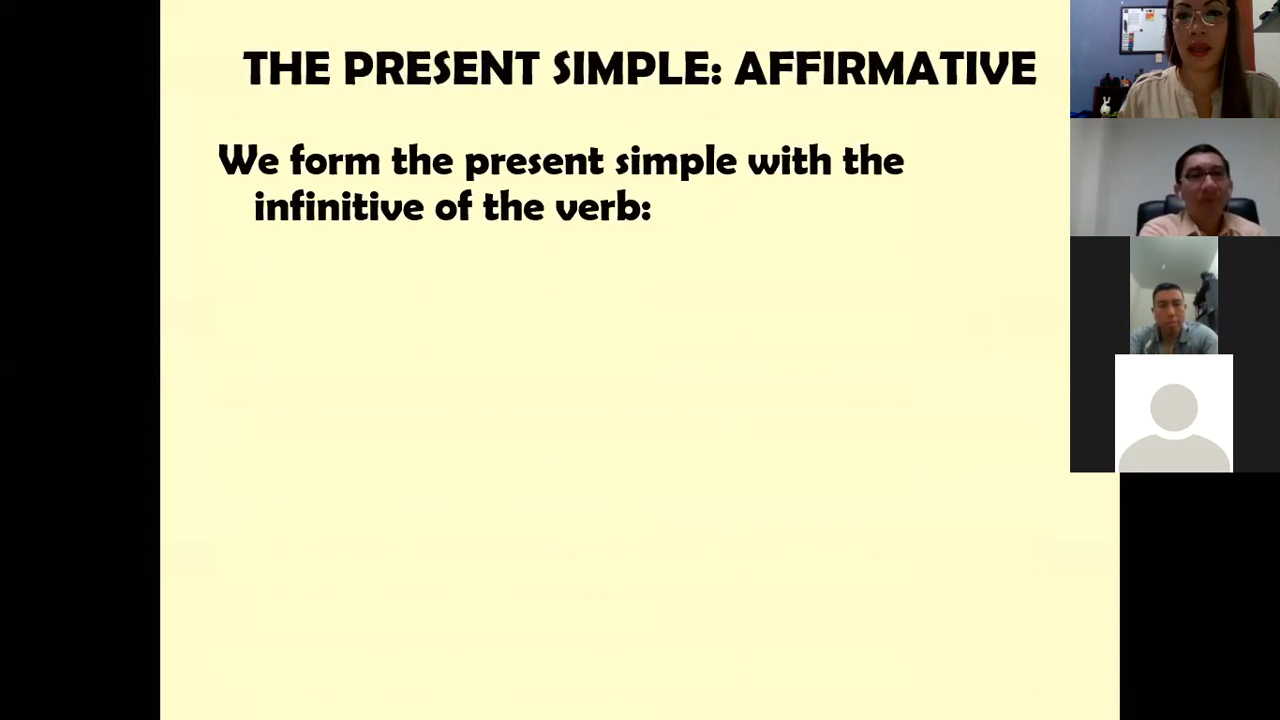 THE PRESENT SIMPLE: AFFIRMATIVE
We form the present simple with the
infinitive of the verb: